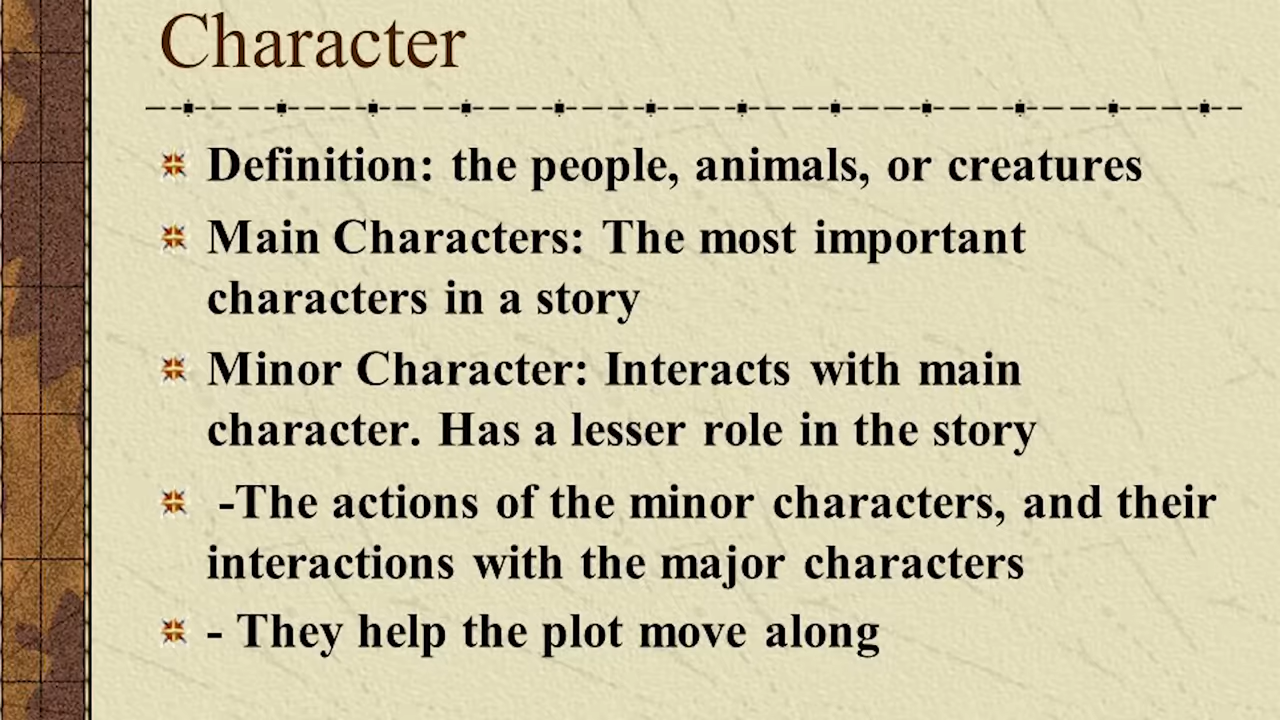 Character
Definition: the people, animals, or creatures
Main Characters: The most important
characters in a story
Minor Character: Interacts with main
character. Has a lesser role in the story
-The actions of the minor characters, and their
interactions with the major characters
- They help the plot move along